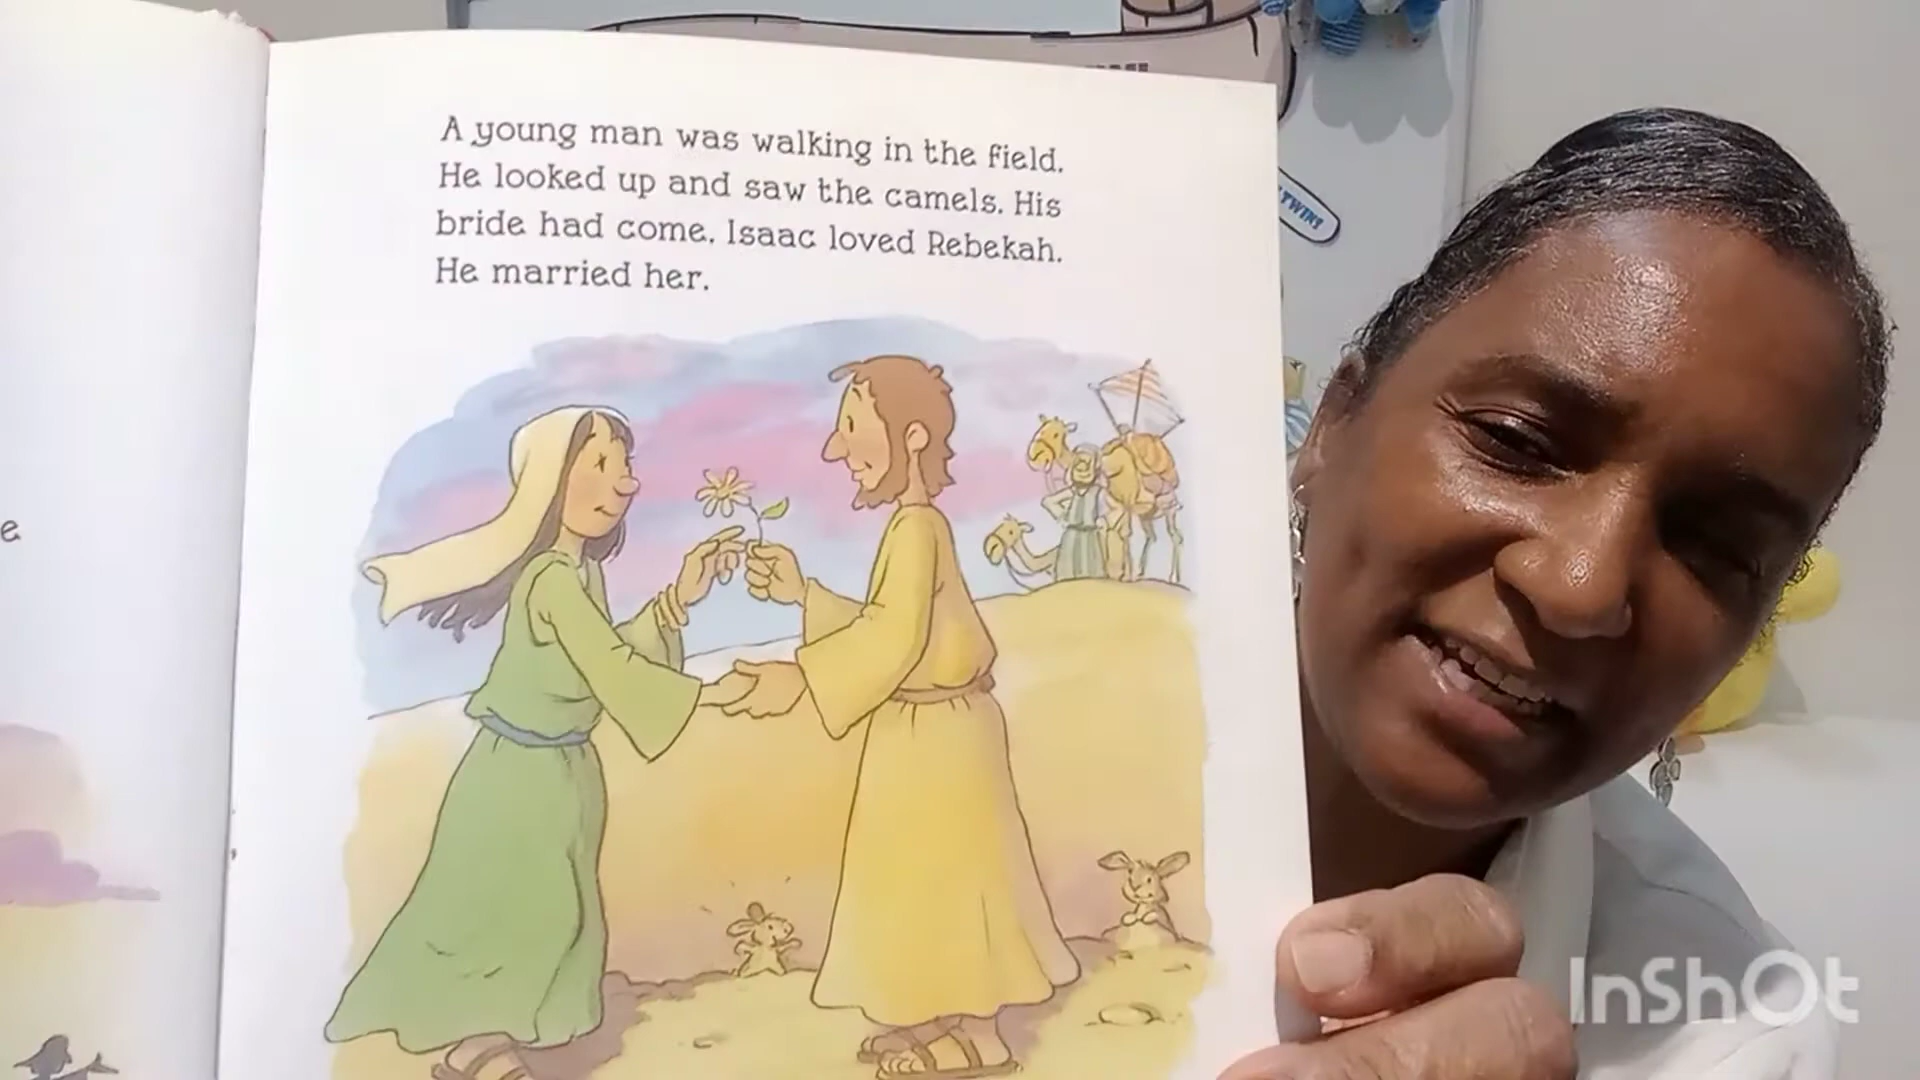 A young man was walking in the field.
He looked up and saw the camels. His
bride had come. Isaac loved Rebekah.
He married her.
e
TWINS
InShOt